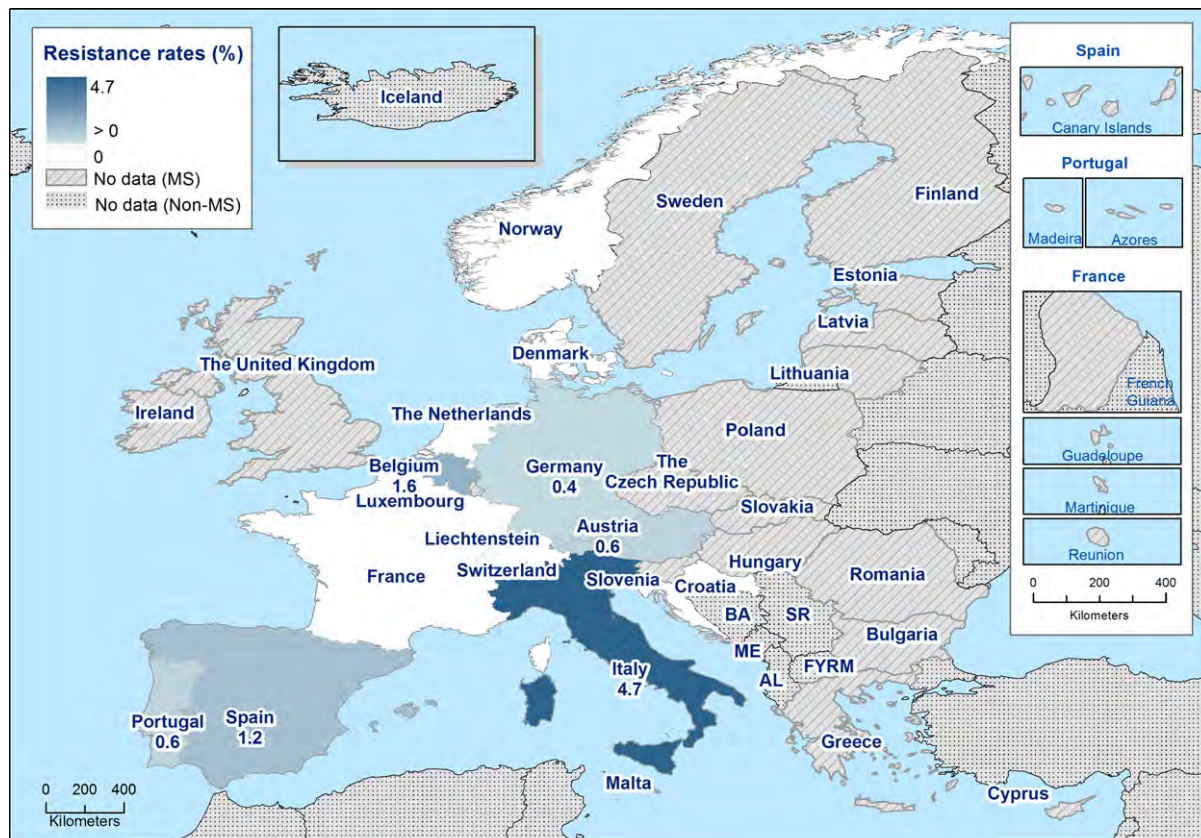 Resistance rates (%)
4.7
> 0
0
No data (MS)
No data (Non-MS)
Iceland
Spain
Canary Islands
Portugal
Madeira
Azores
France
French
Guiana
Guadeloupe
Martinique
Reunion
0 200 400
Kilometers
Norway
Sweden
Finland
Estonia
Latvia
Lithuania
Denmark
The United Kingdom
Ireland
The Netherlands
Poland
Belgium
1.6
Germany
0.4
The
Czech Republic
Luxembourg
Slovakia
Austria
0.6
Liechtenstein
Hungary
France
Switzerland
Slovenia
Croatia
Romania
BA
SR
Bulgaria
ME
FYRM
AL
Italy
4.7
Portugal
0.6
Spain
1.2
Greece
Malta
Cyprus
0 200 400
Kilometers